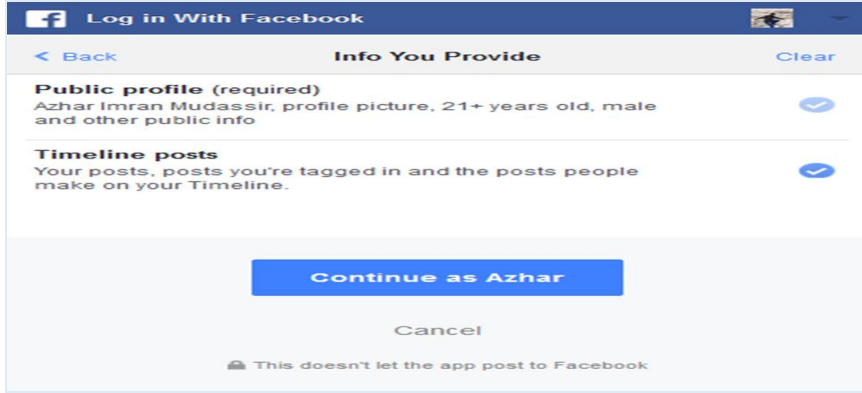 f Log in With Facebook
< Back Info You Provide Clear
Public profile (required)
Azhar Imran Mudassir, profile picture, 21+ years old, male
and other public info
Timeline posts
Your posts, posts you're tagged in and the posts people
make on your Timeline.
Continue as Azhar
Cancel
This doesn't let the app post to Facebook